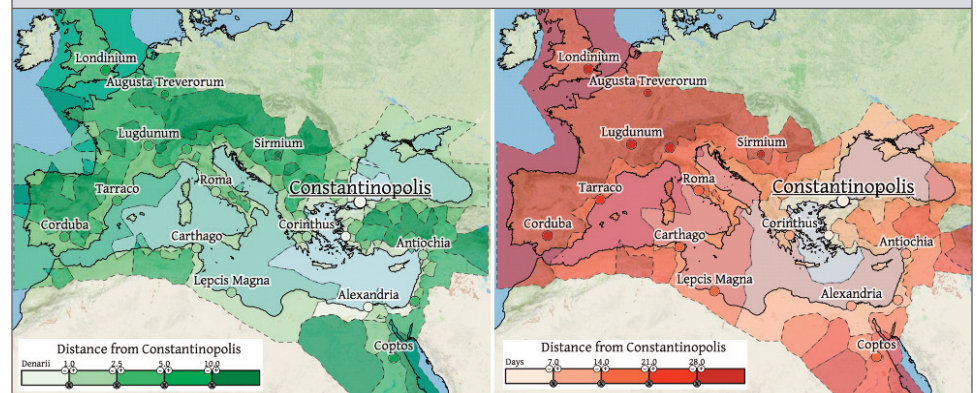 Londinium
Augusta Treverorum
Lugdunum
Sirmium
Roma
Constantinopolis
Tarraco
Corduba
Corinthus
Carthago
Antiochia
Lepcis Magna
Alexandria
Coptos
Distance from Constantinopolis
Denarii 1.0 2.5 5.0 10.0
Londinium
Augusta Treverorum
Lugdunum
Sirmium
Roma
Constantinopolis
Tarraco
Corduba
Corinthus
Carthago
Antiochia
Lepcis Magna
Alexandria
Coptos
Distance from Constantinopolis
Days 7.0 14.0 21.0 28.0